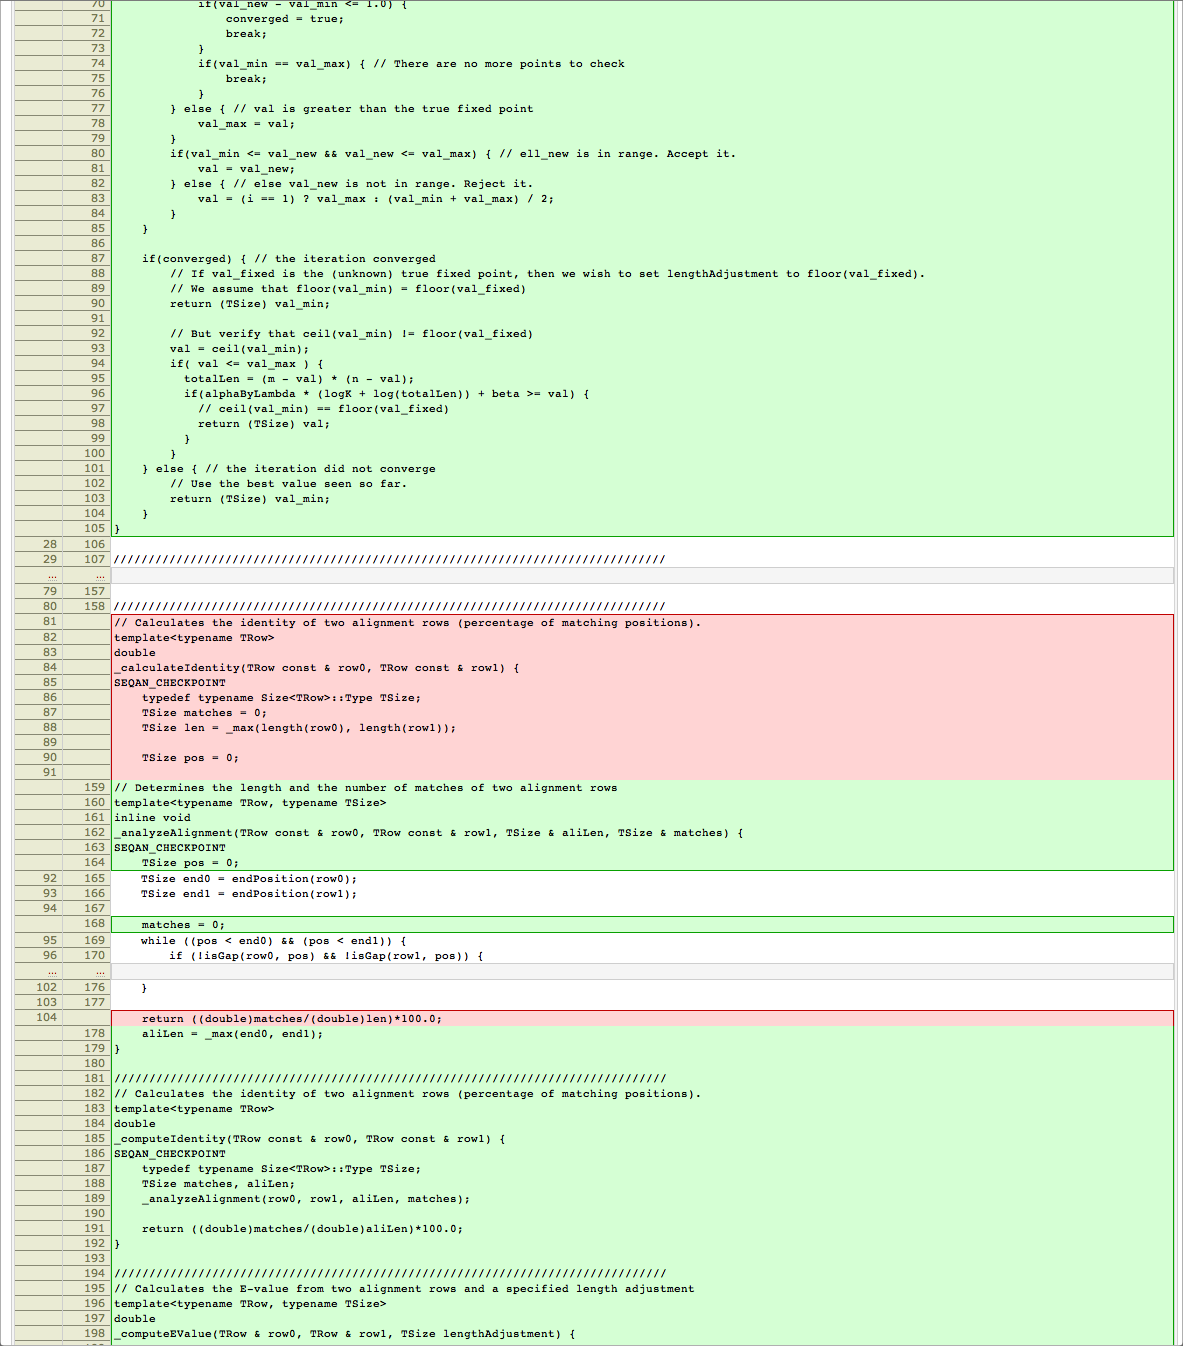 70 if(val_new - val_min <= 1.0) {
71 converged = true;
72 break;
73 }
74 if(val_min == val_max) { // There are no more points to check
75 break;
76 }
77 } else { // val is greater than the true fixed point
78 val_max = val;
79 }
80 if(val_min <= val_new && val_new <= val_max) { // ell_new is in range. Accept it.
81 val = val_new;
82 } else { // else val_new is not in range. Reject it.
83 val = (i == 1) ? val_max : (val_min + val_max) / 2;
84 }
85 }
86
87 if(converged) { // the iteration converged
88 // If val_fixed is the (unknown) true fixed point, then we wish to set lengthAdjustment to floor(val_fixed).
89 // We assume that floor(val_min) = floor(val_fixed)
90 return (TSize) val_min;
91
92 // But verify that ceil(val_min) != floor(val_fixed)
93 val = ceil(val_min);
94 if( val <= val_max ) {
95 totalLen = (m - val) * (n - val);
96 if(alphaByLambda * (logK + log(totalLen)) + beta >= val) {
97 // ceil(val_min) == floor(val_fixed)
98 return (TSize) val;
99 }
100 }
101 } else { // the iteration did not converge
102 // Use the best value seen so far.
103 return (TSize) val_min;
104 }
105 }
28 106
29 107 ///////////////////////////////////////////////////////////////////////////////
... ...
79 157
80 158 ///////////////////////////////////////////////////////////////////////////////
81 // Calculates the identity of two alignment rows (percentage of matching positions).
82 template<typename TRow>
83 double
84 _calculateIdentity(TRow const & row0, TRow const & row1) {
85 SEQAN_CHECKPOINT
86 typedef typename Size<TRow>::Type TSize;
87 TSize matches = 0;
88 TSize len = _max(length(row0), length(row1));
89
90 TSize pos = 0;
91
159 // Determines the length and the number of matches of two alignment rows
160 template<typename TRow, typename TSize>
161 inline void
162 _analyzeAlignment(TRow const & row0, TRow const & row1, TSize & aliLen, TSize & matches) {
163 SEQAN_CHECKPOINT
164 TSize pos = 0;
92 165 TSize end0 = endPosition(row0);
93 166 TSize end1 = endPosition(row1);
94 167
168 matches = 0;
95 169 while ((pos < end0) && (pos < end1)) {
96 170 if (!isGap(row0, pos) && !isGap(row1, pos)) {
... ...
102 176 }
103 177
104 return ((double)matches/(double)len)*100.0;
178 aliLen = _max(end0, end1);
179 }
180
181 ///////////////////////////////////////////////////////////////////////////////
182 // Calculates the identity of two alignment rows (percentage of matching positions).
183 template<typename TRow>
184 double
185 _computeIdentity(TRow const & row0, TRow const & row1) {
186 SEQAN_CHECKPOINT
187 typedef typename Size<TRow>::Type TSize;
188 TSize matches, aliLen;
189 _analyzeAlignment(row0, row1, aliLen, matches);
190
191 return ((double)matches/(double)aliLen)*100.0;
192 }
193
194 ///////////////////////////////////////////////////////////////////////////////
195 // Calculates the E-value from two alignment rows and a specified length adjustment
196 template<typename TRow, typename TSize>
197 double
198 _computeEValue(TRow & row0, TRow & row1, TSize lengthAdjustment) {